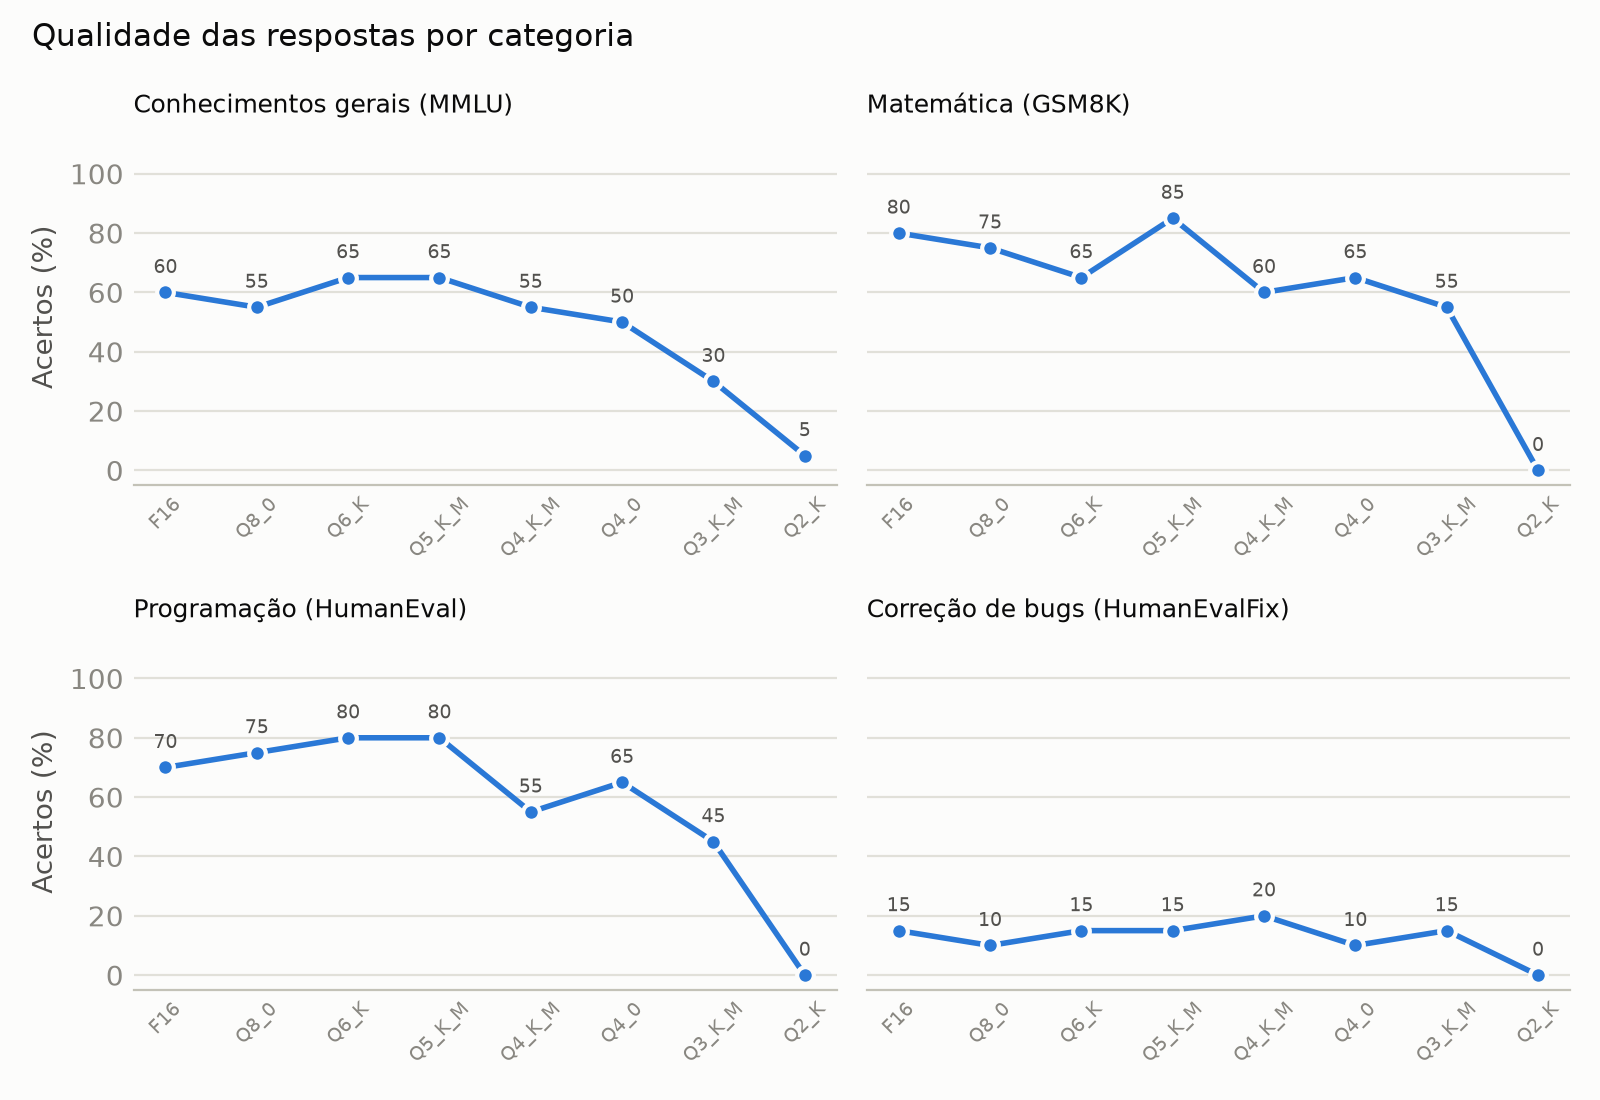 Qualidade das respostas por categoria
Conhecimentos gerais (MMLU)
Acertos (%)
100
80
60
40
20
0
60
55
65
65
55
50
30
5
F16
Q8_0
Q6_K
Q5_K_M
Q4_K_M
Q4_0
Q3_K_M
Q2_K
Matemática (GSM8K)
80
75
65
85
60
65
55
0
F16
Q8_0
Q6_K
Q5_K_M
Q4_K_M
Q4_0
Q3_K_M
Q2_K
Programação (HumanEval)
Acertos (%)
100
80
60
40
20
0
70
75
80
80
55
65
45
0
F16
Q8_0
Q6_K
Q5_K_M
Q4_K_M
Q4_0
Q3_K_M
Q2_K
Correção de bugs (HumanEvalFix)
15
10
15
15
20
10
15
0
F16
Q8_0
Q6_K
Q5_K_M
Q4_K_M
Q4_0
Q3_K_M
Q2_K